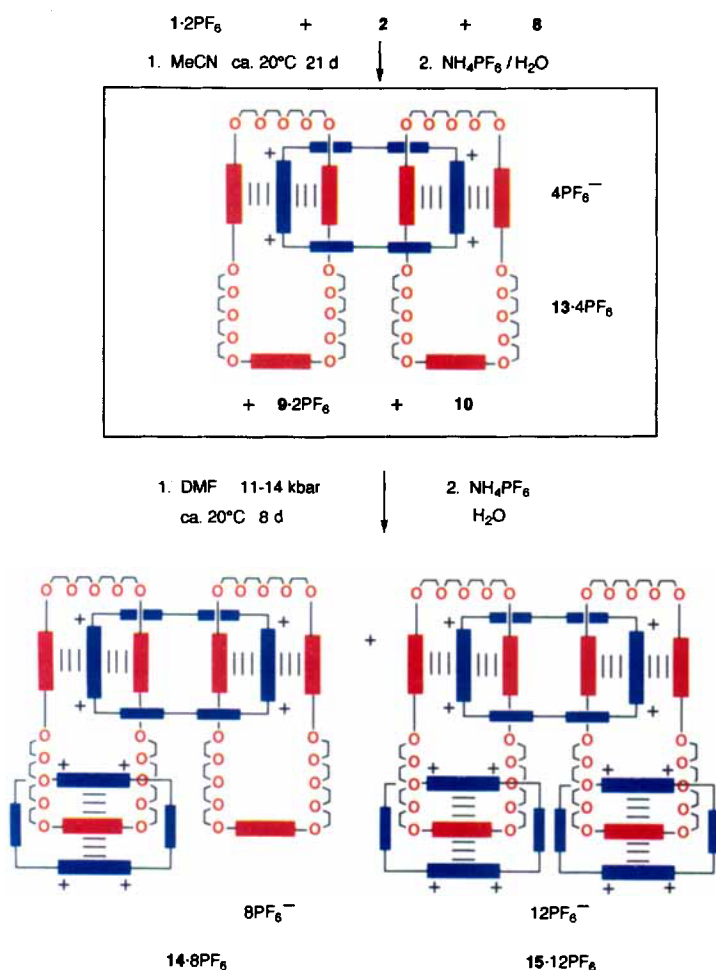 1·2PF₆ + 2 + 8
1. MeCN ca. 20°C 21 d 2. NH₄PF₆/H₂O
O O O O O O O O O O
+ +
4PF₆⁻
+ +
O O O O
O O O O
13·4PF₆
O O O O
O O O O
O O O O
+ 9·2PF₆ + 10
1. DMF 11-14 kbar 2. NH₄PF₆
ca. 20°C 8 d H₂O
O O O O O O O O O O
+ +
+ +
O O O O
O O O O
+ +
O O O O
O O O O
O O O O
+ +
8PF₆⁻
14·8PF₆
+
O O O O O O O O O O
+ +
+ +
O O O O
O O O O
+ + + +
O O O O
O O O O
O O O O
+ + + +
12PF₆⁻
15·12PF₆